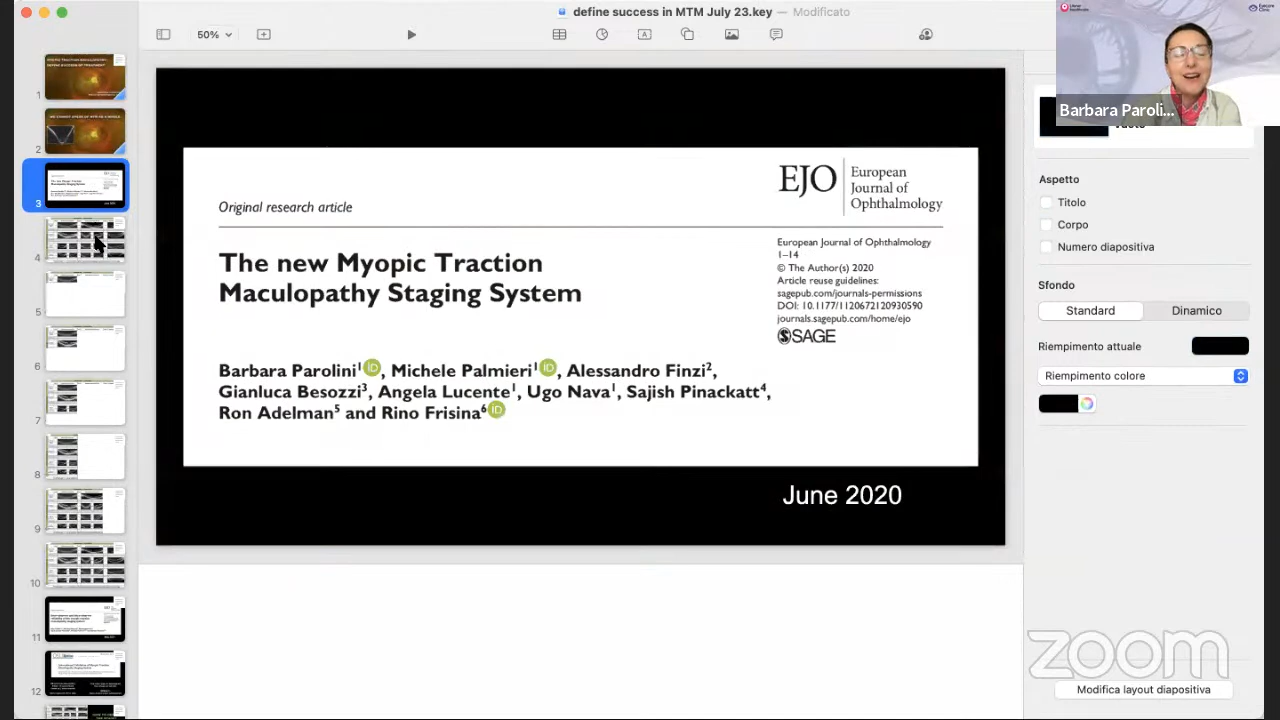 define success in MTM July 23.key — Modificato
50%
Barbara Paroli...
EJO
European
Journal of
Ophthalmology
Original research article
The new Myopic Traction
Maculopathy Staging System
European Journal of Ophthalmology
1–14
© The Author(s) 2020
Article reuse guidelines:
sagepub.com/journals-permissions
DOI: 10.1177/1120672120930590
journals.sagepub.com/home/ejo
SAGE
Barbara Parolini1 iD, Michele Palmieri1 iD, Alessandro Finzi2,
Gianluca Besozzi3, Angela Lucente1, Ugo Nava1, Sajish Pinackatt4,
Ron Adelman5 and Rino Frisina6 iD
June 2020
1
2
3
4
5
6
7
8
9
10
11
12
Aspetto
Titolo
Corpo
Numero diapositiva
Sfondo
Standard
Dinamico
Riempimento attuale
Riempimento colore
zoom
Modifica layout diapositiva